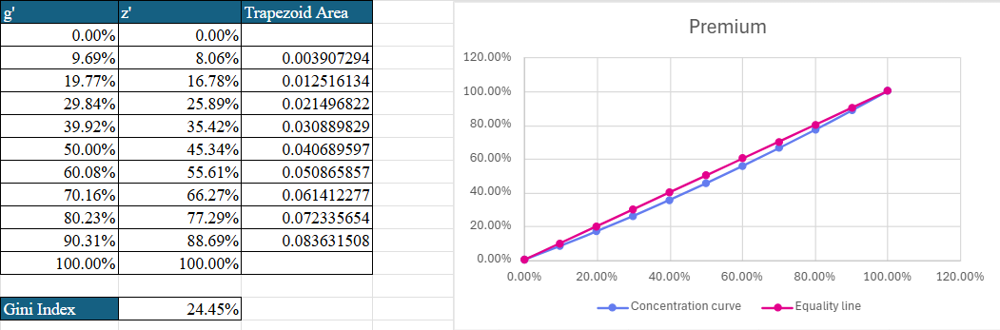 g' z' Trapezoid Area
0.00% 0.00%
9.69% 8.06% 0.003907294
19.77% 16.78% 0.012516134
29.84% 25.89% 0.021496822
39.92% 35.42% 0.030889829
50.00% 45.34% 0.040689597
60.08% 55.61% 0.050865857
70.16% 66.27% 0.061412277
80.23% 77.29% 0.072335654
90.31% 88.69% 0.083631508
100.00% 100.00%
Gini Index 24.45%
Premium
120.00%
100.00%
80.00%
60.00%
40.00%
20.00%
0.00%
0.00% 20.00% 40.00% 60.00% 80.00% 100.00% 120.00%
Concentration curve Equality line